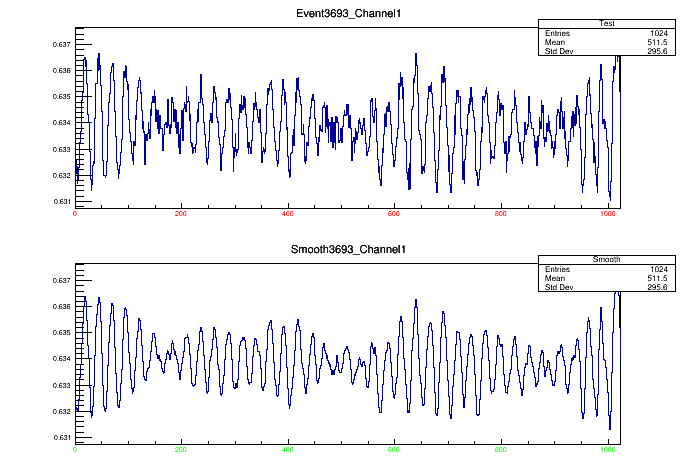 Event3693_Channel1
Test
Entries 1024
Mean 511.5
Std Dev 295.6
0.637
0.636
0.635
0.634
0.633
0.632
0.631
0 200 400 600 800 1000
Smooth3693_Channel1
Smooth
Entries 1024
Mean 511.5
Std Dev 295.6
0.637
0.636
0.635
0.634
0.633
0.632
0.631
0 200 400 600 800 1000